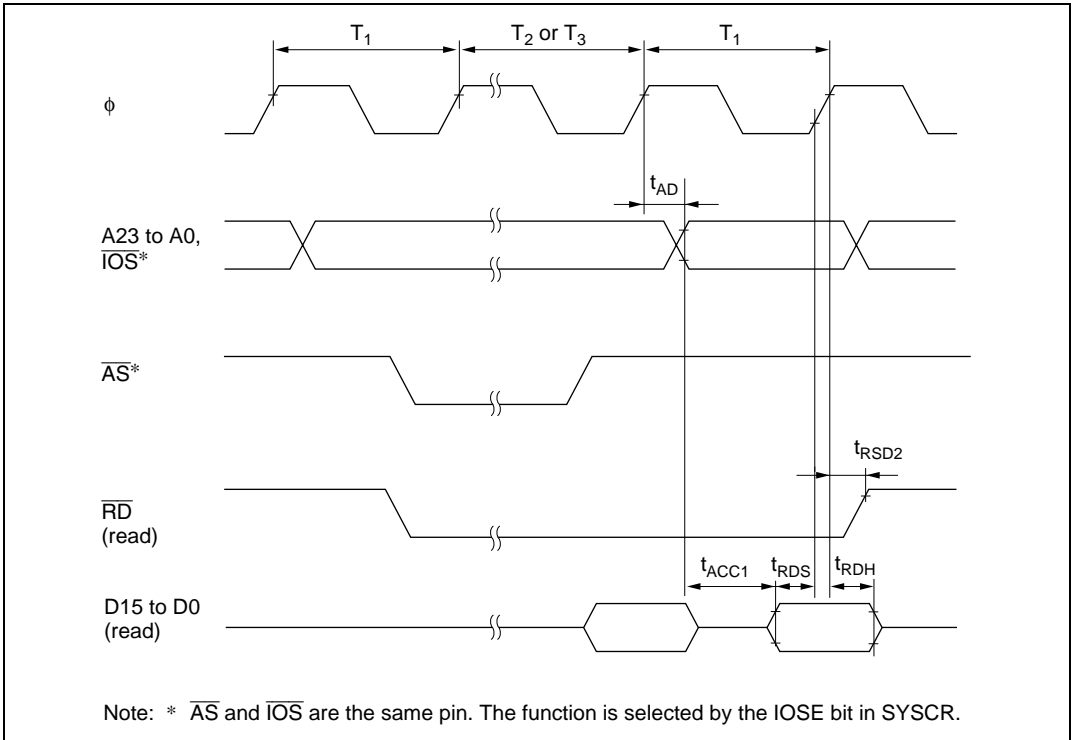 T1 T2 or T3 T1
ϕ
tAD
A23 to A0,
IOS*
AS*
tRSD2
RD
(read)
tACC1 tRDS tRDH
D15 to D0
(read)
Note: * AS and IOS are the same pin. The function is selected by the IOSE bit in SYSCR.